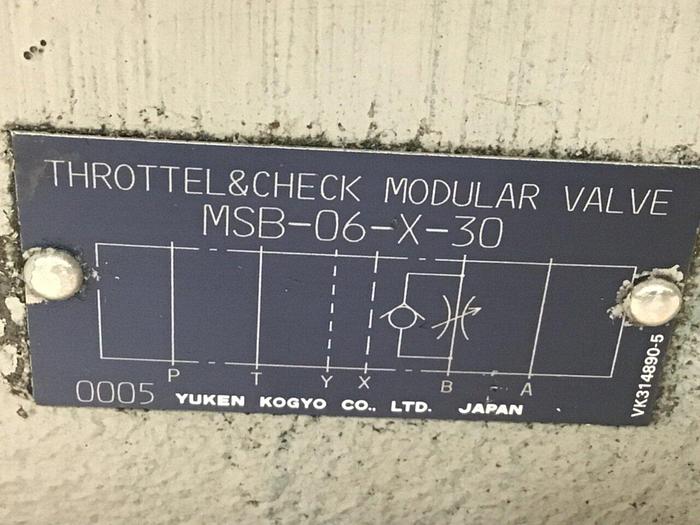 THROTTEL&CHECK MODULAR VALVE
MSB-06-X-30
P T Y X B A
0005 YUKEN KOGYO CO., LTD. JAPAN
VK314890-5